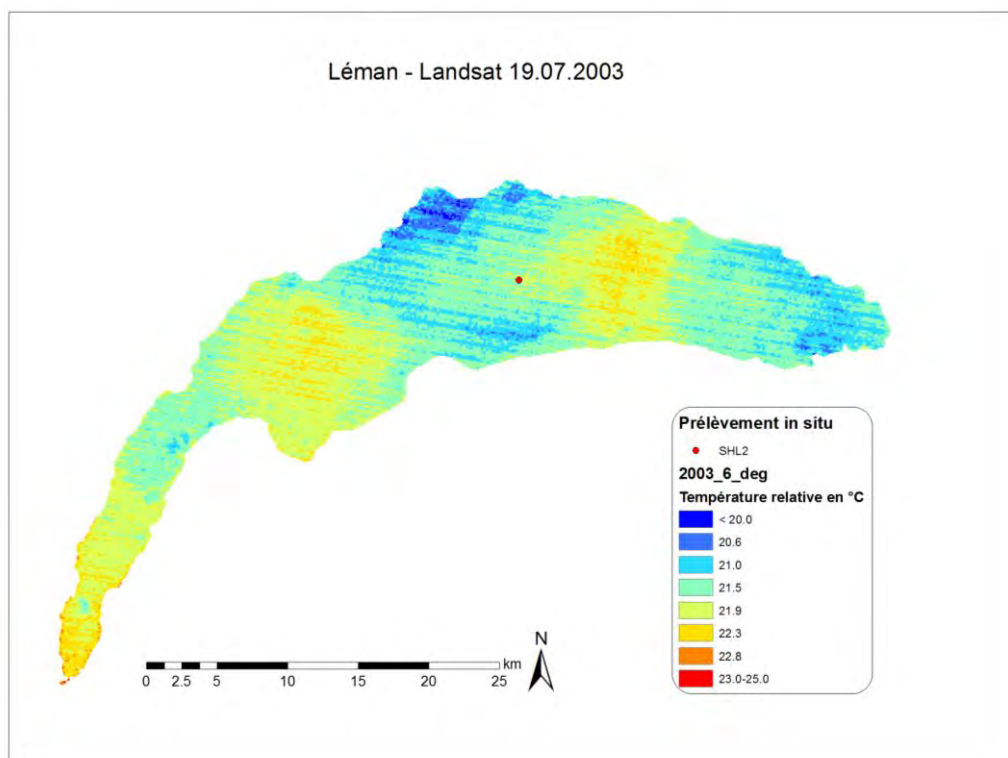 Léman - Landsat 19.07.2003
Prélèvement in situ
SHL2
2003_6_deg
Température relative en °C
< 20.0
20.6
21.0
21.5
21.9
22.3
22.8
23.0-25.0
N
km
0 2.5 5 10 15 20 25